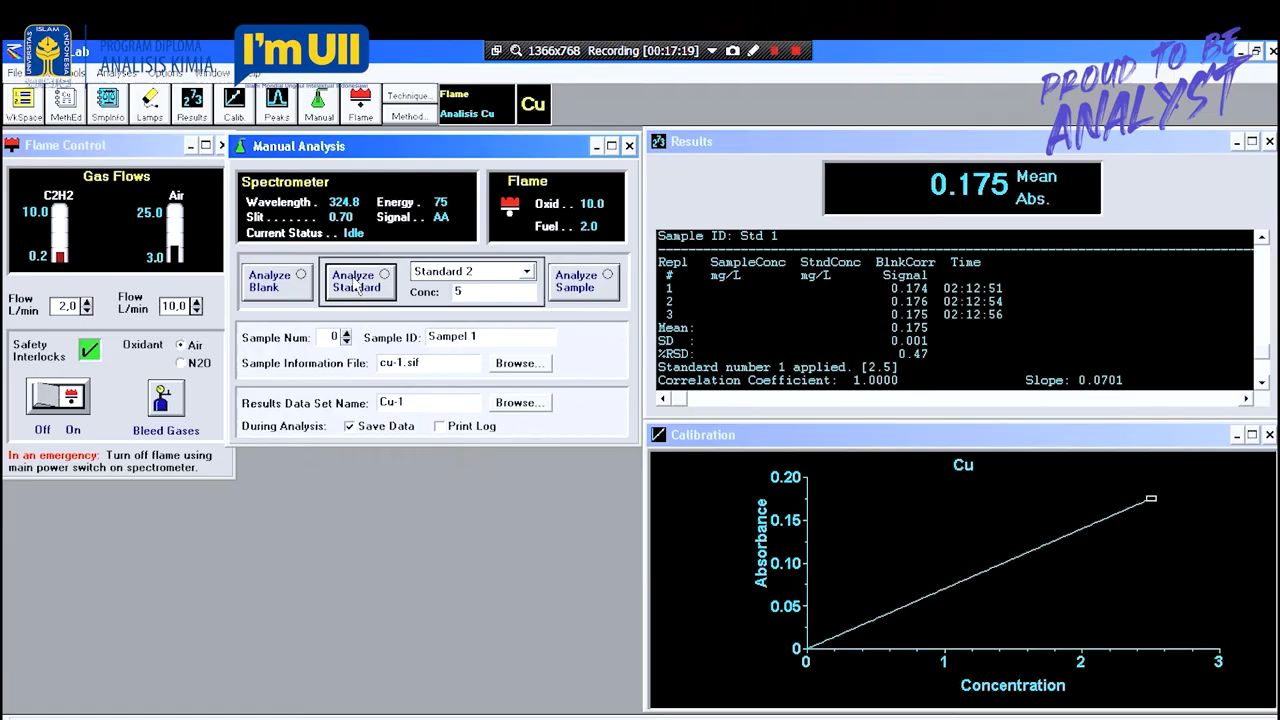 ISLAM
UNIVERSITAS
INDONESIA
PROGRAM DIPLOMA
ANALISIS KIMIA
I'm UII
Lab
1366x768 Recording [00:17:19]
PROUD TO BE
ANALYST
Analyses Options Window
WkSpace MethEd Lamps Results Calib. Peaks Manual Flame
SmpInfo
Technique...
Method...
Flame
Analisis Cu
Cu
Flame Control
Gas Flows
C2H2 Air
10.0 25.0
0.2 3.0
Flow
L/min 2,0
Flow
L/min 10,0
Safety
Interlocks
Oxidant Air
N2O
Off On
Bleed Gases
In an emergency: Turn off flame using
main power switch on spectrometer.
Manual Analysis
Spectrometer
Wavelength . 324.8 Energy . 75
Slit . . . . . . . 0.70 Signal . . AA
Current Status . . Idle
Flame
Oxid . . 10.0
Fuel . . 2.0
Analyze
Blank
Analyze
Standard
Standard 2
Conc: 5
Analyze
Sample
Sample Num: 0 Sample ID: Sampel 1
Sample Information File: cu-1.sif Browse...
Results Data Set Name: Cu-1 Browse...
During Analysis: Save Data Print Log
Results
0.175 Mean
Abs.
Sample ID: Std 1
Repl SampleConc StndConc BlnkCorr Time
# mg/L mg/L Signal
1 0.174 02:12:51
2 0.176 02:12:54
3 0.175 02:12:56
Mean: 0.175
SD : 0.001
%RSD: 0.47
Standard number 1 applied. [2.5]
Correlation Coefficient: 1.0000 Slope: 0.0701
Calibration
Cu
Absorbance
0.20
0.15
0.10
0.05
0
0 1 2 3
Concentration